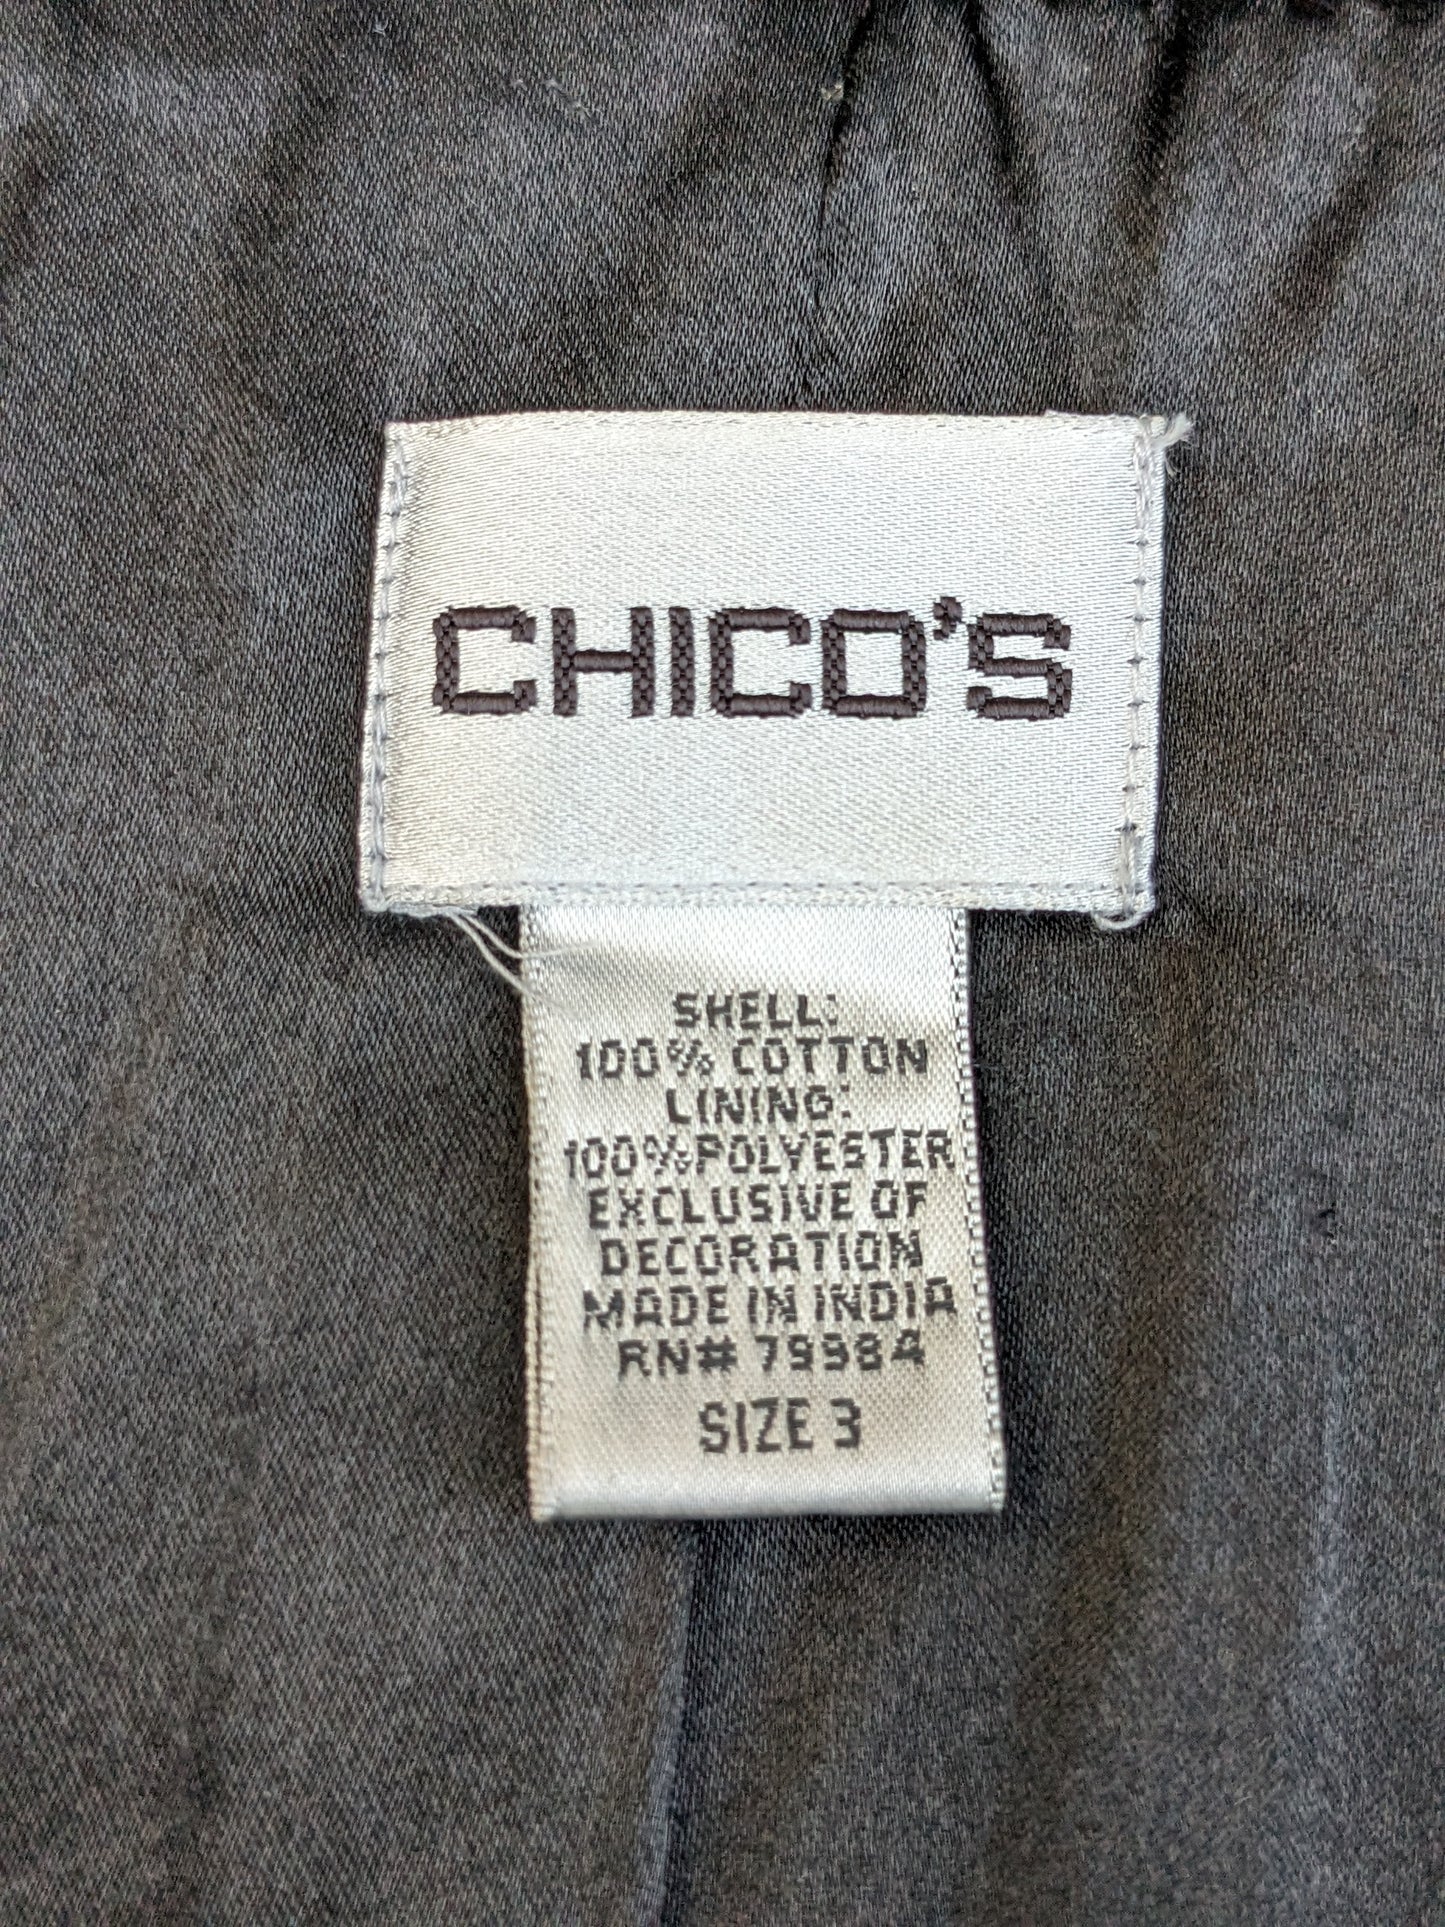 CHICO'S
SHELL:
100% COTTON
LINING:
100% POLYESTER
EXCLUSIVE OF
DECORATION
MADE IN INDIA
RN# 79984
SIZE 3